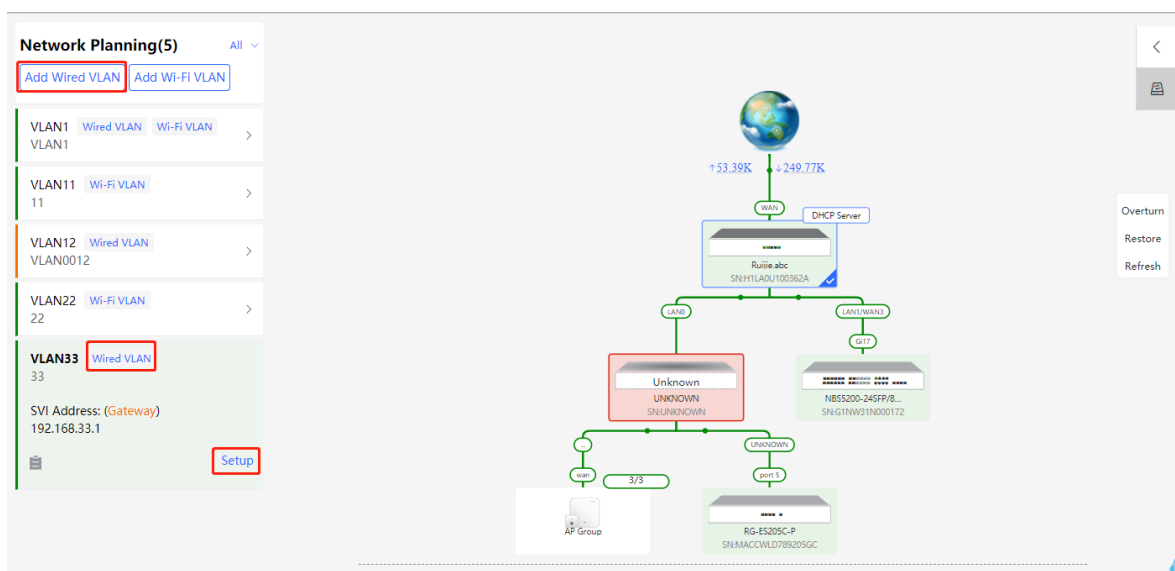 Network Planning(5) All
Add Wired VLAN Add Wi-Fi VLAN
VLAN1 Wired VLAN Wi-Fi VLAN
VLAN1
VLAN11 Wi-Fi VLAN
11
VLAN12 Wired VLAN
VLAN0012
VLAN22 Wi-Fi VLAN
22
VLAN33 Wired VLAN
33
SVI Address: (Gateway)
192.168.33.1
Setup
↑53.39K ↓249.77K
WAN
DHCP Server
Ruijie.abc
SN:H1LA0U100362A
LAN0 LAN1/WAN3
Gi17
Unknown
UNKNOWN
SN:UNKNOWN
NBS5200-24SFP/8...
SN:G1NW31N000172
... UNKNOWN
wan 3/3 port 5
AP Group
RG-ES205C-P
SN:MACCWLD789205GC
Overturn
Restore
Refresh